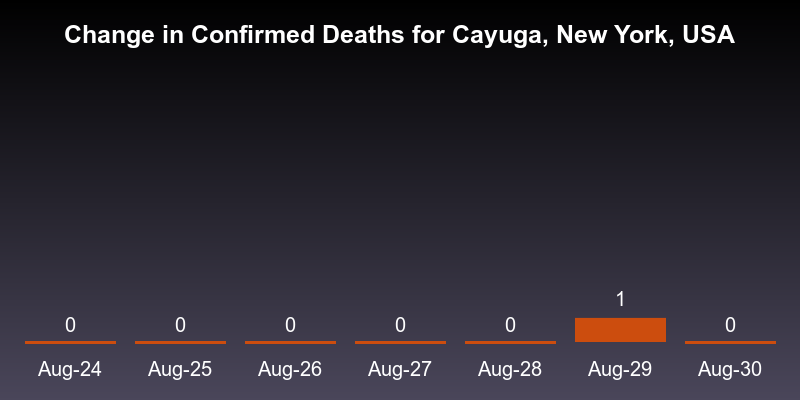 Change in Confirmed Deaths for Cayuga, New York, USA
0 0 0 0 0 1 0
Aug-24 Aug-25 Aug-26 Aug-27 Aug-28 Aug-29 Aug-30